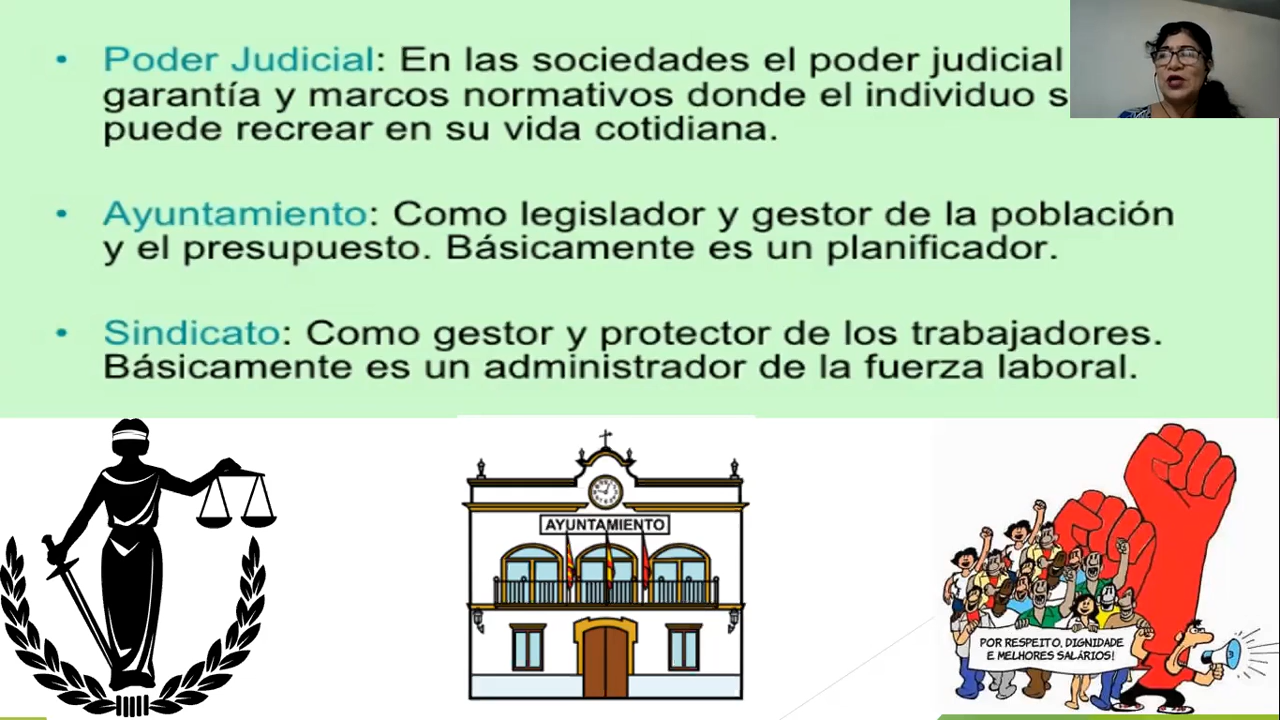 • Poder Judicial: En las sociedades el poder judicial
garantía y marcos normativos donde el individuo
puede recrear en su vida cotidiana.
• Ayuntamiento: Como legislador y gestor de la población
y el presupuesto. Básicamente es un planificador.
• Sindicato: Como gestor y protector de los trabajadores.
Básicamente es un administrador de la fuerza laboral.
AYUNTAMIENTO
POR RESPEITO, DIGNIDADE
E MELHORES SALÁRIOS!